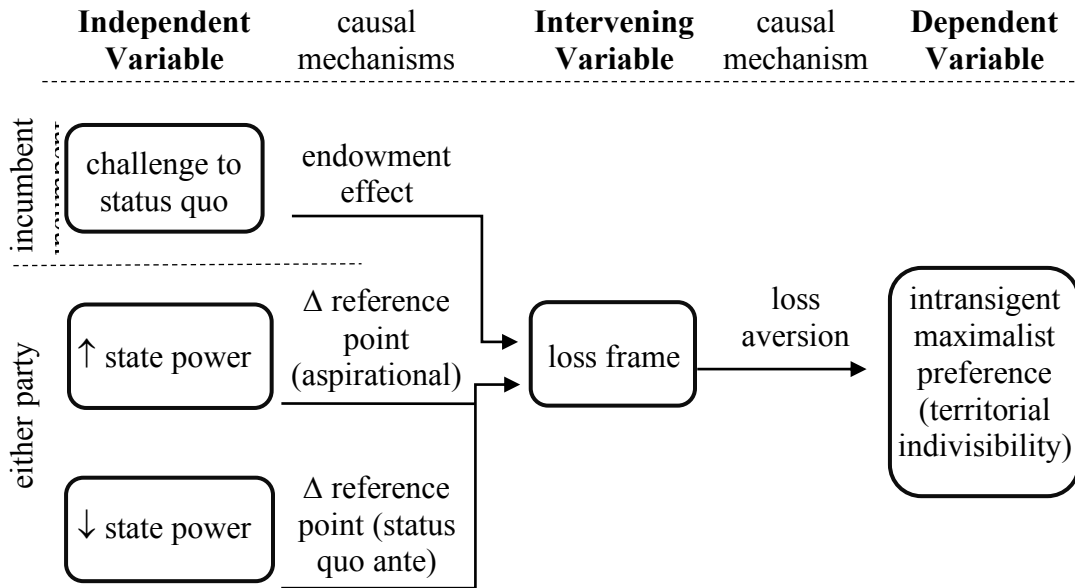 Independent
Variable
causal
mechanisms
Intervening
Variable
causal
mechanism
Dependent
Variable
incumbent
challenge to
status quo
endowment
effect
either party
↑ state power
Δ reference
point
(aspirational)
loss frame
loss
aversion
intransigent
maximalist
preference
(territorial
indivisibility)
↓ state power
Δ reference
point (status
quo ante)